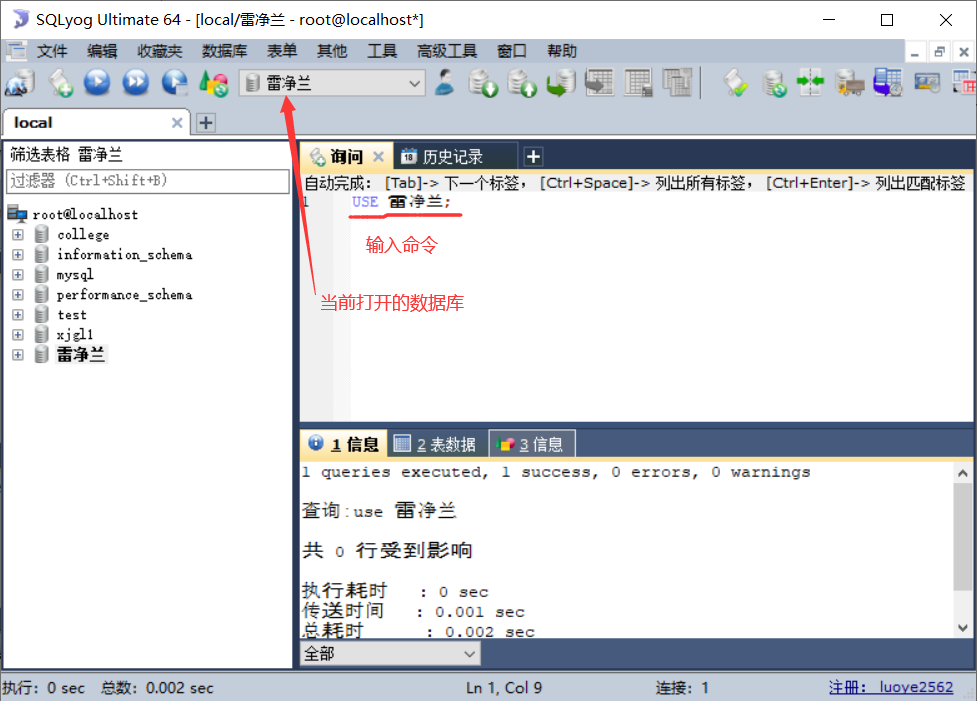 SQLyog Ultimate 64 - [local/雷净兰 - root@localhost*]
文件 编辑 收藏夹 数据库 表单 其他 工具 高级工具 窗口 帮助
雷净兰
local
筛选表格 雷净兰
过滤器 (Ctrl+Shift+B)
root@localhost
college
information_schema
mysql
performance_schema
test
xjgl1
雷净兰
询问 18 历史记录
自动完成: [Tab]-> 下一个标签, [Ctrl+Space]-> 列出所有标签, [Ctrl+Enter]-> 列出匹配标签
1 USE 雷净兰;
输入命令
当前打开的数据库
1 信息 2 表数据 3 信息
1 queries executed, 1 success, 0 errors, 0 warnings
查询:use 雷净兰
共 0 行受到影响
执行耗时 : 0 sec
传送时间 : 0.001 sec
总耗时 : 0.002 sec
全部
执行: 0 sec 总数: 0.002 sec Ln 1, Col 9 连接: 1 注册: luoye2562